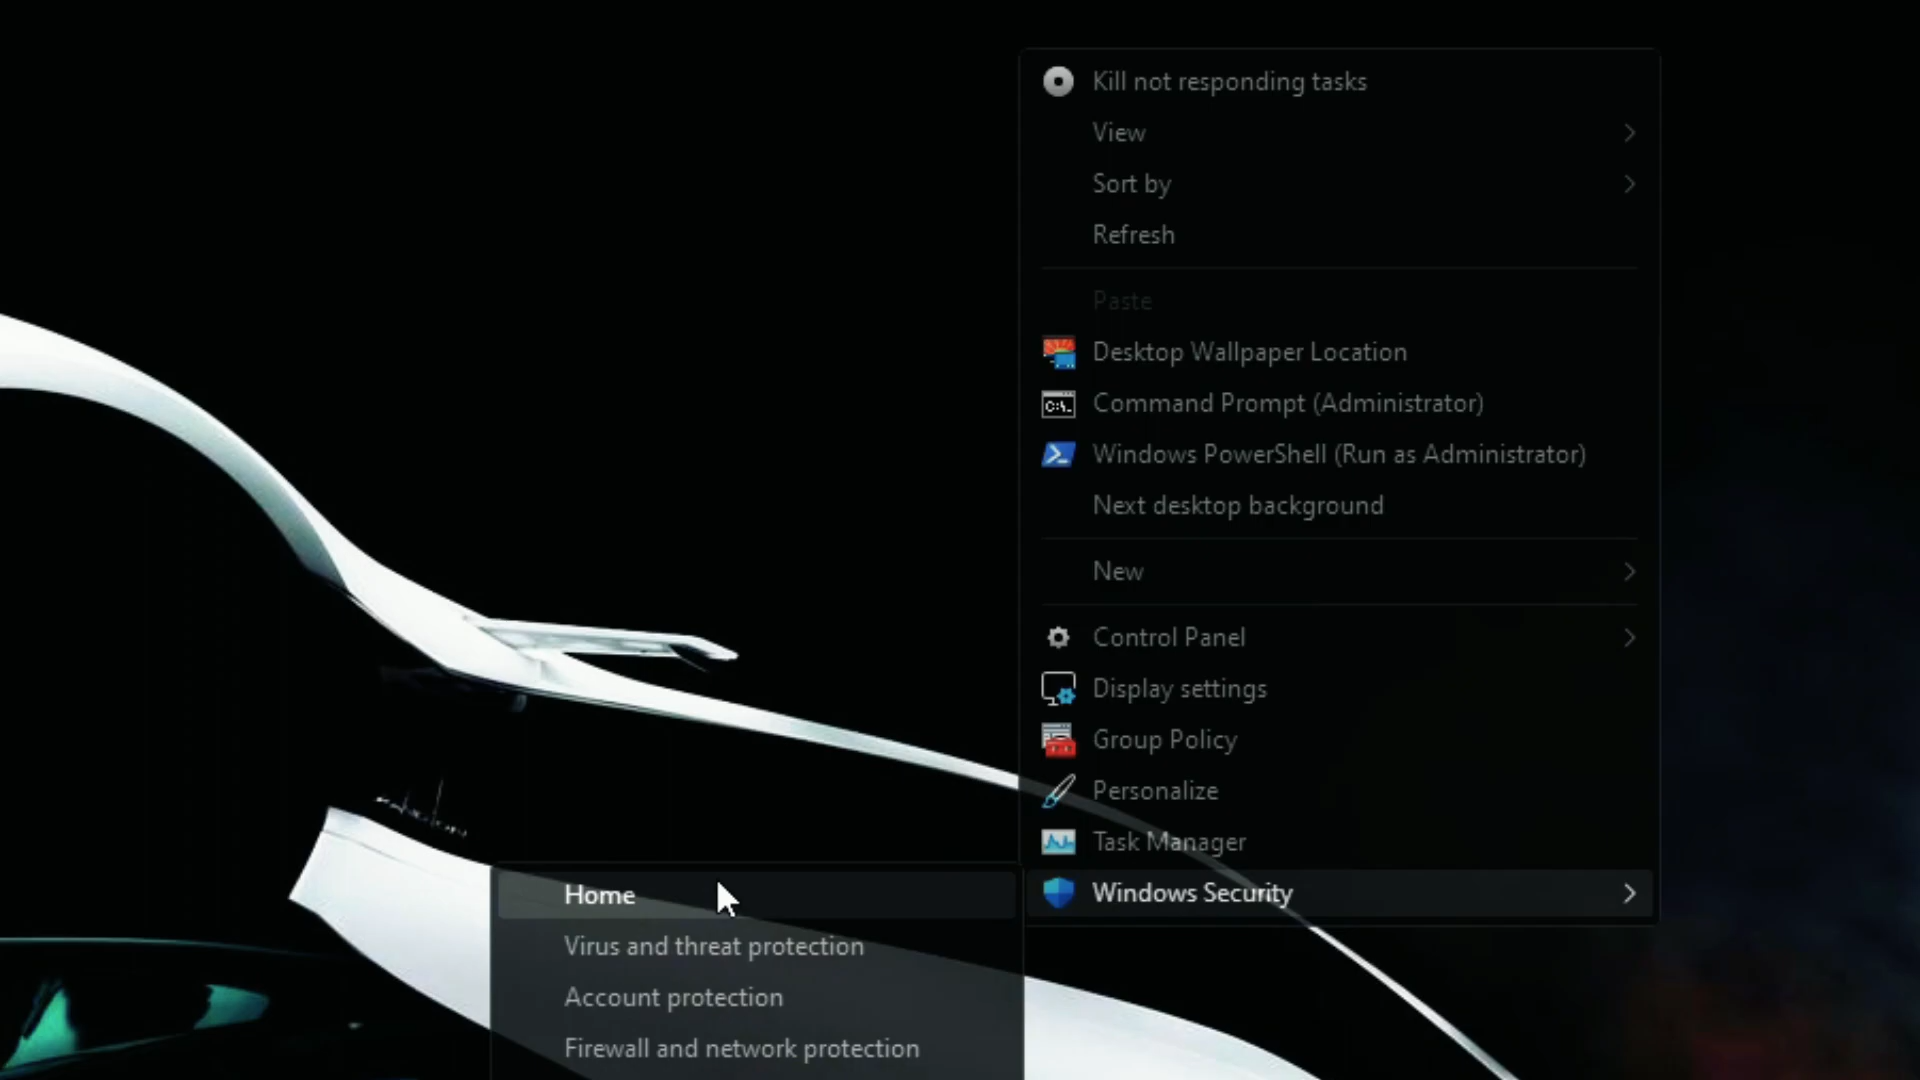 Kill not responding tasks
View
Sort by
Refresh
Paste
Desktop Wallpaper Location
Command Prompt (Administrator)
Windows PowerShell (Run as Administrator)
Next desktop background
New
Control Panel
Display settings
Group Policy
Personalize
Task Manager
Windows Security
Home
Virus and threat protection
Account protection
Firewall and network protection